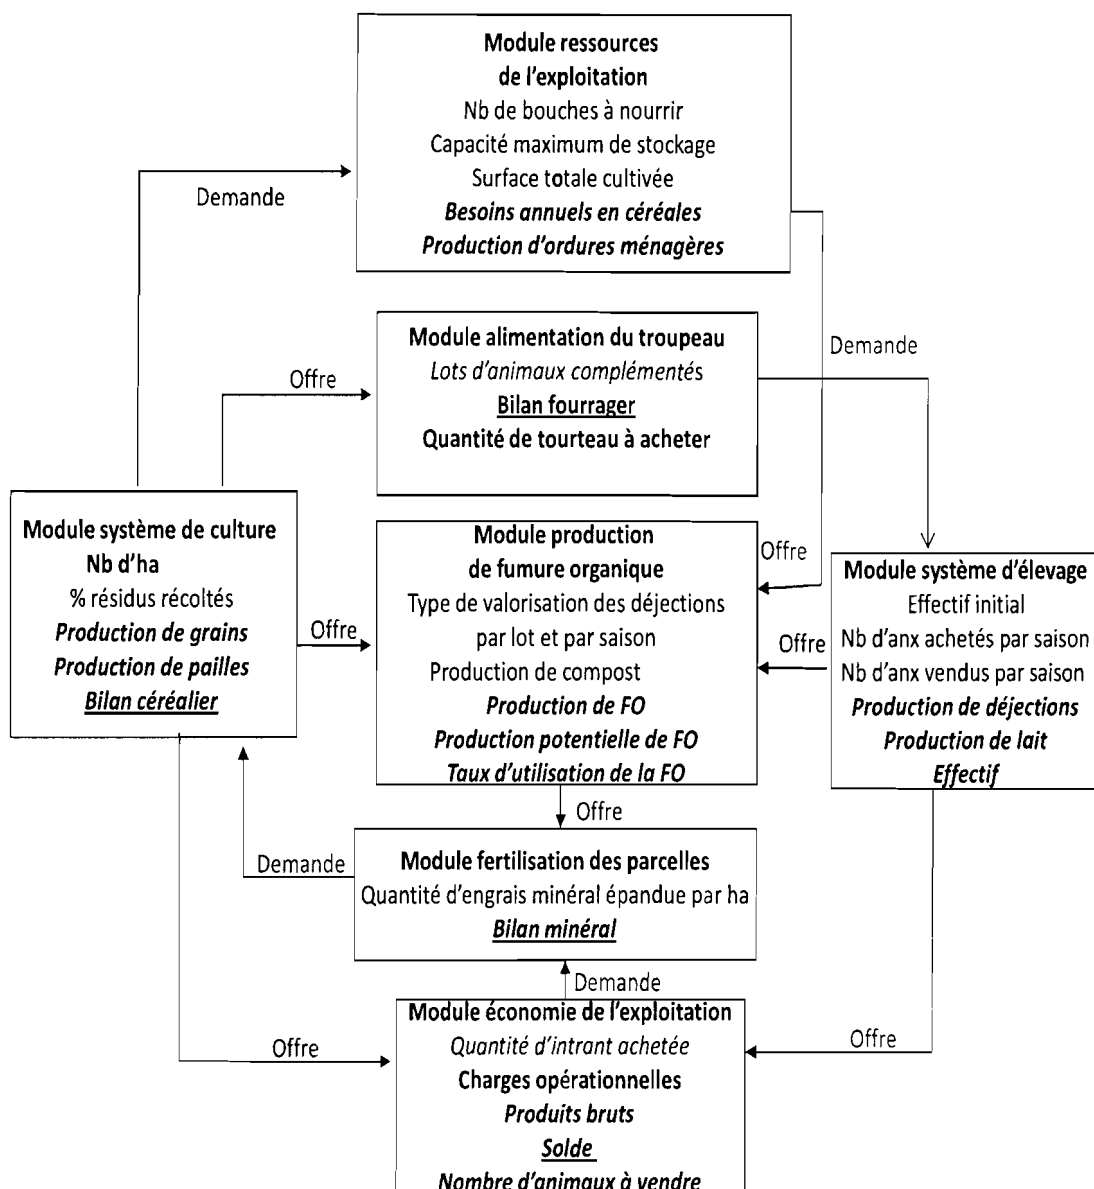 Module ressources
de l'exploitation
Nb de bouches à nourrir
Capacité maximum de stockage
Surface totale cultivée
Besoins annuels en céréales
Production d'ordures ménagères
Demande
Module alimentation du troupeau
Lots d'animaux complémentés
Bilan fourrager
Quantité de tourteau à acheter
Offre
Demande
Module système de culture
Nb d'ha
% résidus récoltés
Production de grains
Production de pailles
Bilan céréalier
Offre
Module production
de fumure organique
Type de valorisation des déjections
par lot et par saison
Production de compost
Production de FO
Production potentielle de FO
Taux d'utilisation de la FO
Offre
Offre
Module système d'élevage
Effectif initial
Nb d'anx achetés par saison
Nb d'anx vendus par saison
Production de déjections
Production de lait
Effectif
Offre
Demande
Module fertilisation des parcelles
Quantité d'engrais minéral épandue par ha
Bilan minéral
Demande
Offre
Module économie de l'exploitation
Quantité d'intrant achetée
Charges opérationnelles
Produits bruts
Solde
Nombre d'animaux à vendre
Offre